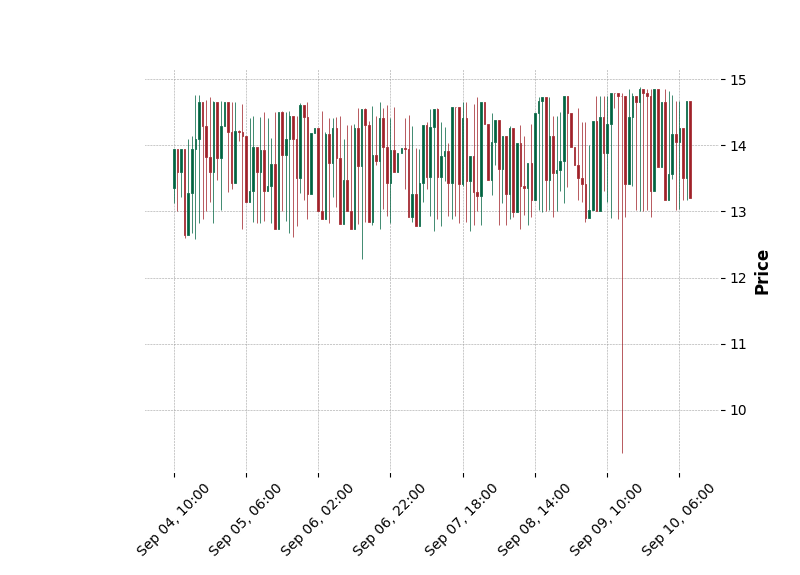 15
14
13
12
11
10
Price
Sep 04, 10:00
Sep 05, 06:00
Sep 06, 02:00
Sep 06, 22:00
Sep 07, 18:00
Sep 08, 14:00
Sep 09, 10:00
Sep 10, 06:00